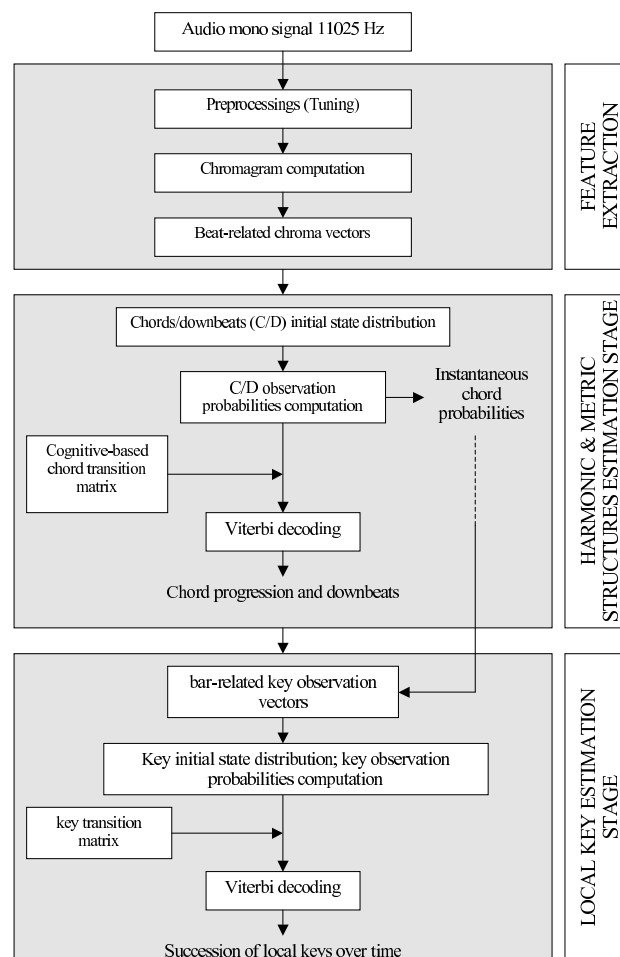 Audio mono signal 11025 Hz
Preprocessings (Tuning)
Chromagram computation
Beat-related chroma vectors
FEATURE
EXTRACTION
Chords/downbeats (C/D) initial state distribution
C/D observation
probabilities computation
Instantaneous
chord
probabilities
Cognitive-based
chord transition
matrix
Viterbi decoding
Chord progression and downbeats
HARMONIC & METRIC
STRUCTURES ESTIMATION STAGE
bar-related key observation
vectors
Key initial state distribution; key observation
probabilities computation
key transition
matrix
Viterbi decoding
Succession of local keys over time
LOCAL KEY ESTIMATION
STAGE